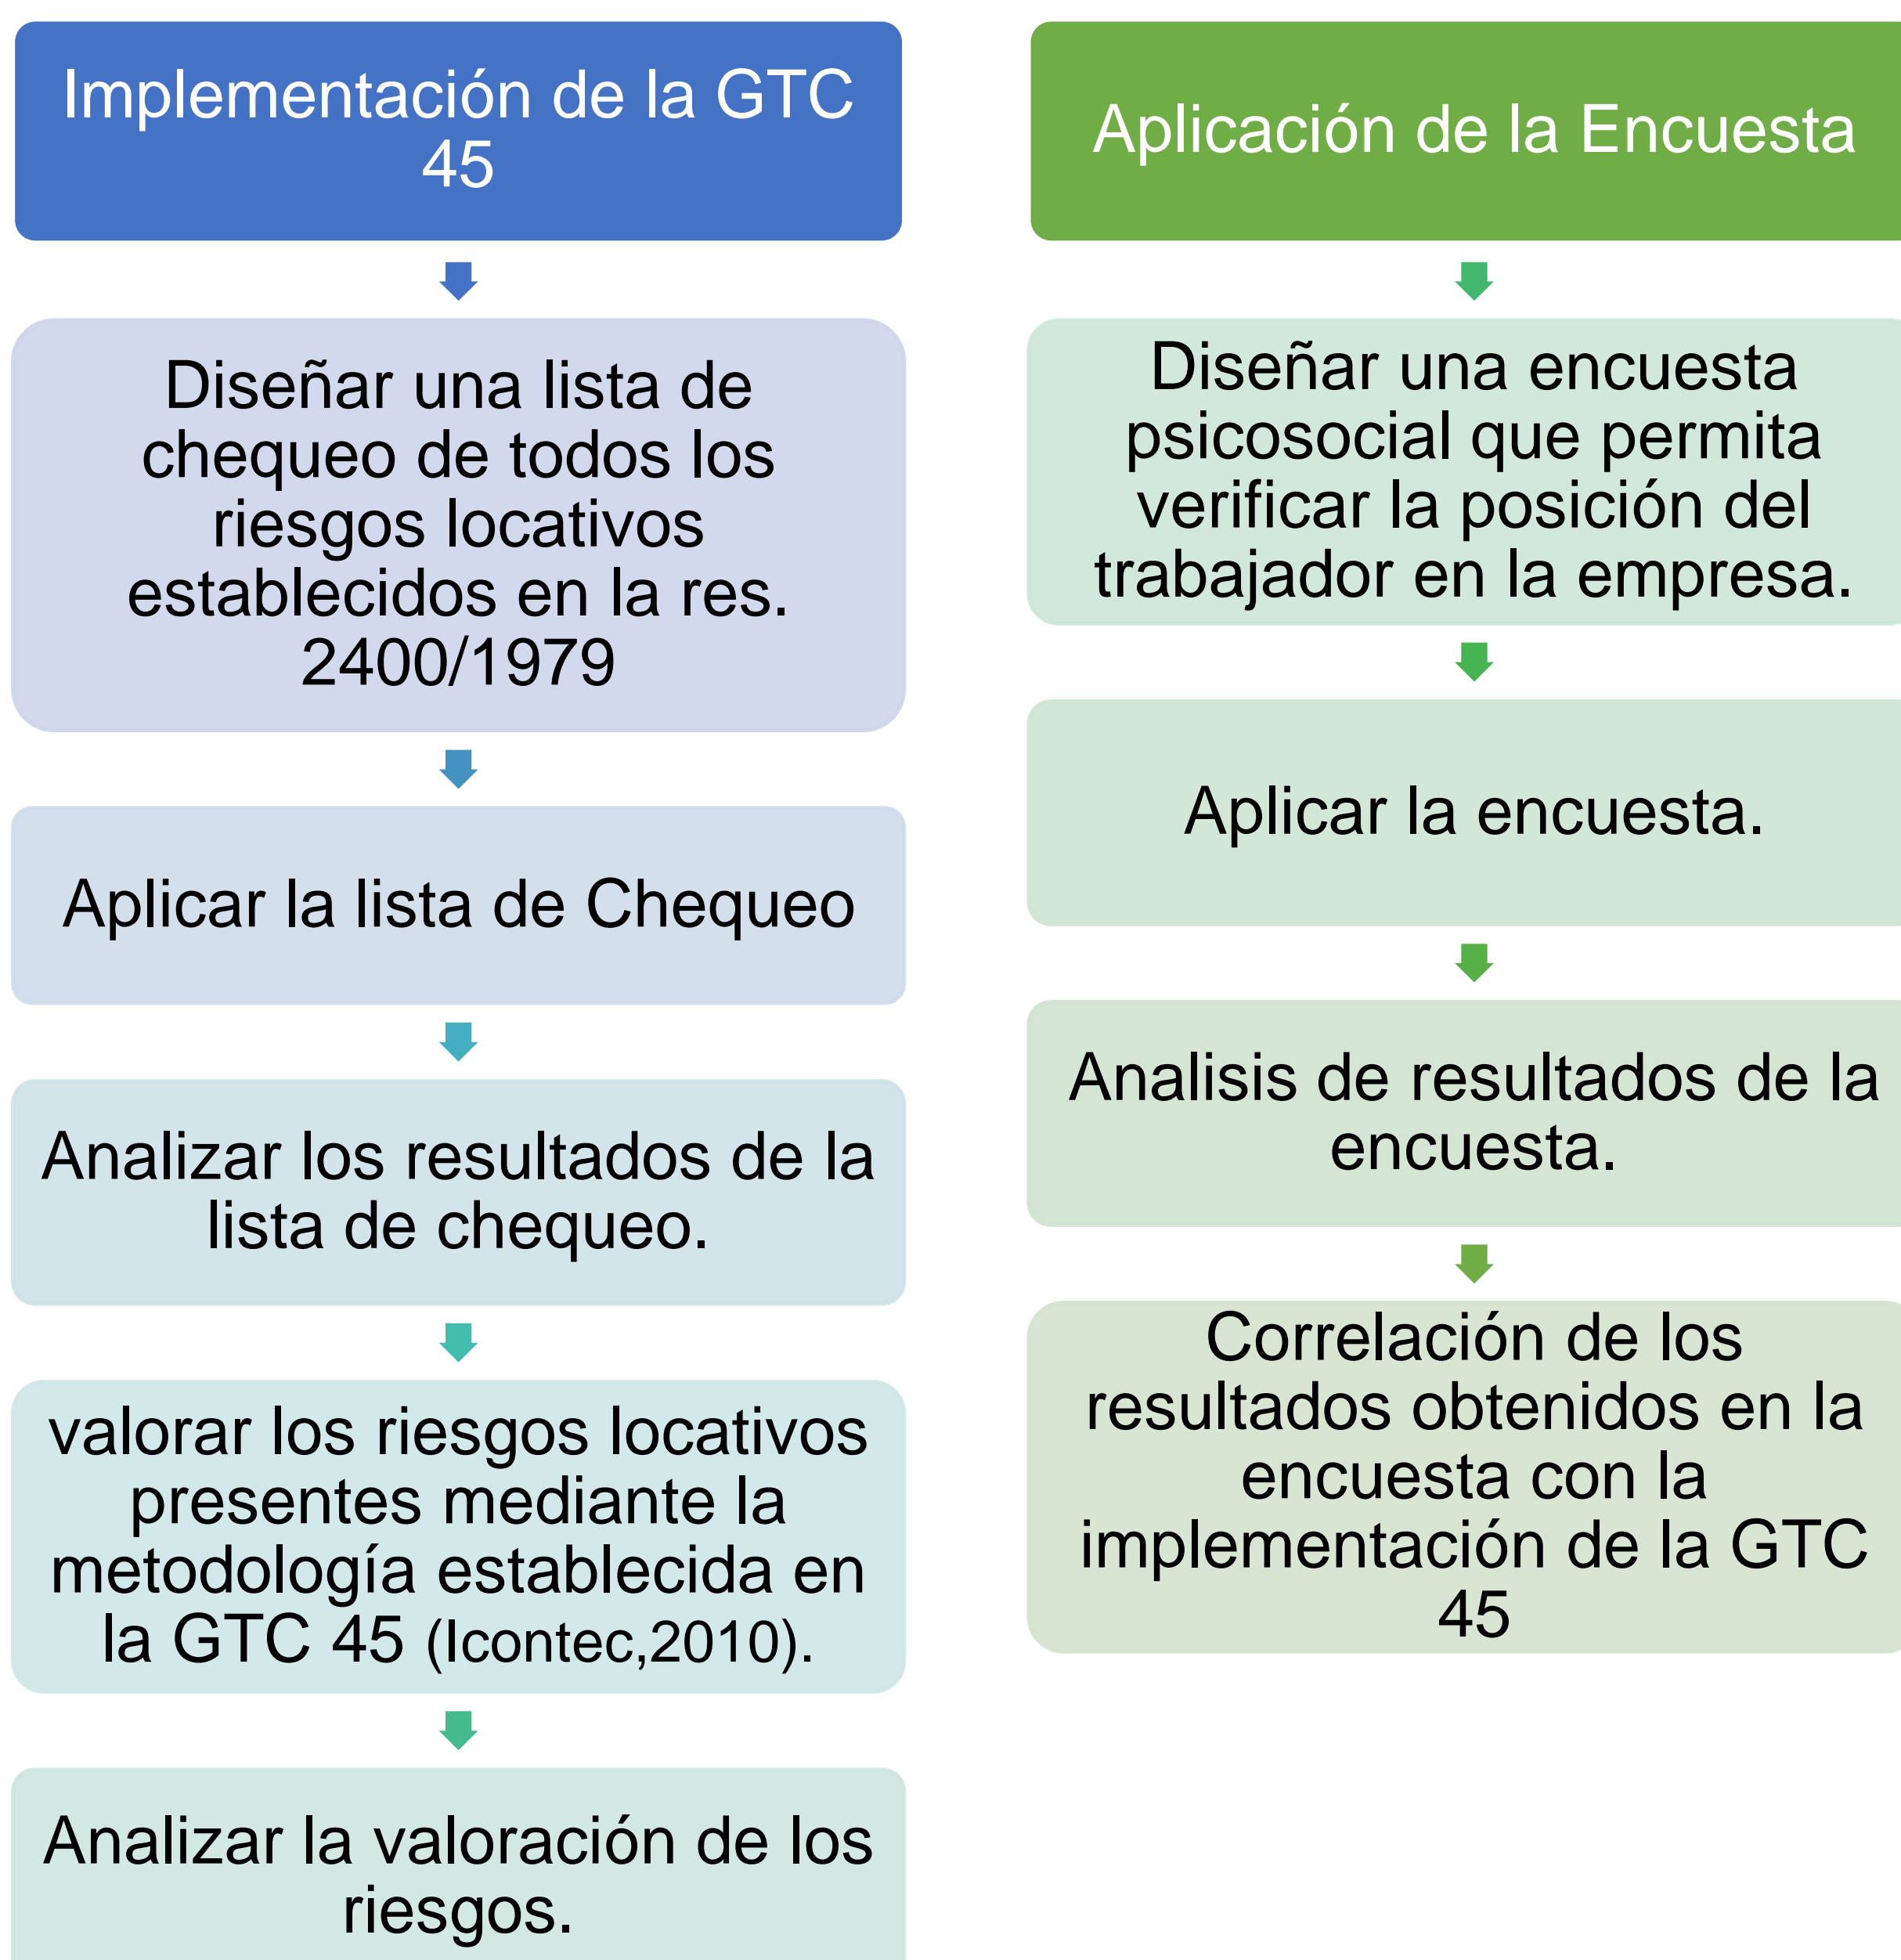 Implementación de la GTC
45
Diseñar una lista de
chequeo de todos los
riesgos locativos
establecidos en la res.
2400/1979
Aplicar la lista de Chequeo
Analizar los resultados de la
lista de chequeo.
valorar los riesgos locativos
presentes mediante la
metodología establecida en
la GTC 45 (Icontec,2010).
Analizar la valoración de los
riesgos.
Aplicación de la Encuesta
Diseñar una encuesta
psicosocial que permita
verificar la posición del
trabajador en la empresa.
Aplicar la encuesta.
Analisis de resultados de la
encuesta.
Correlación de los
resultados obtenidos en la
encuesta con la
implementación de la GTC
45